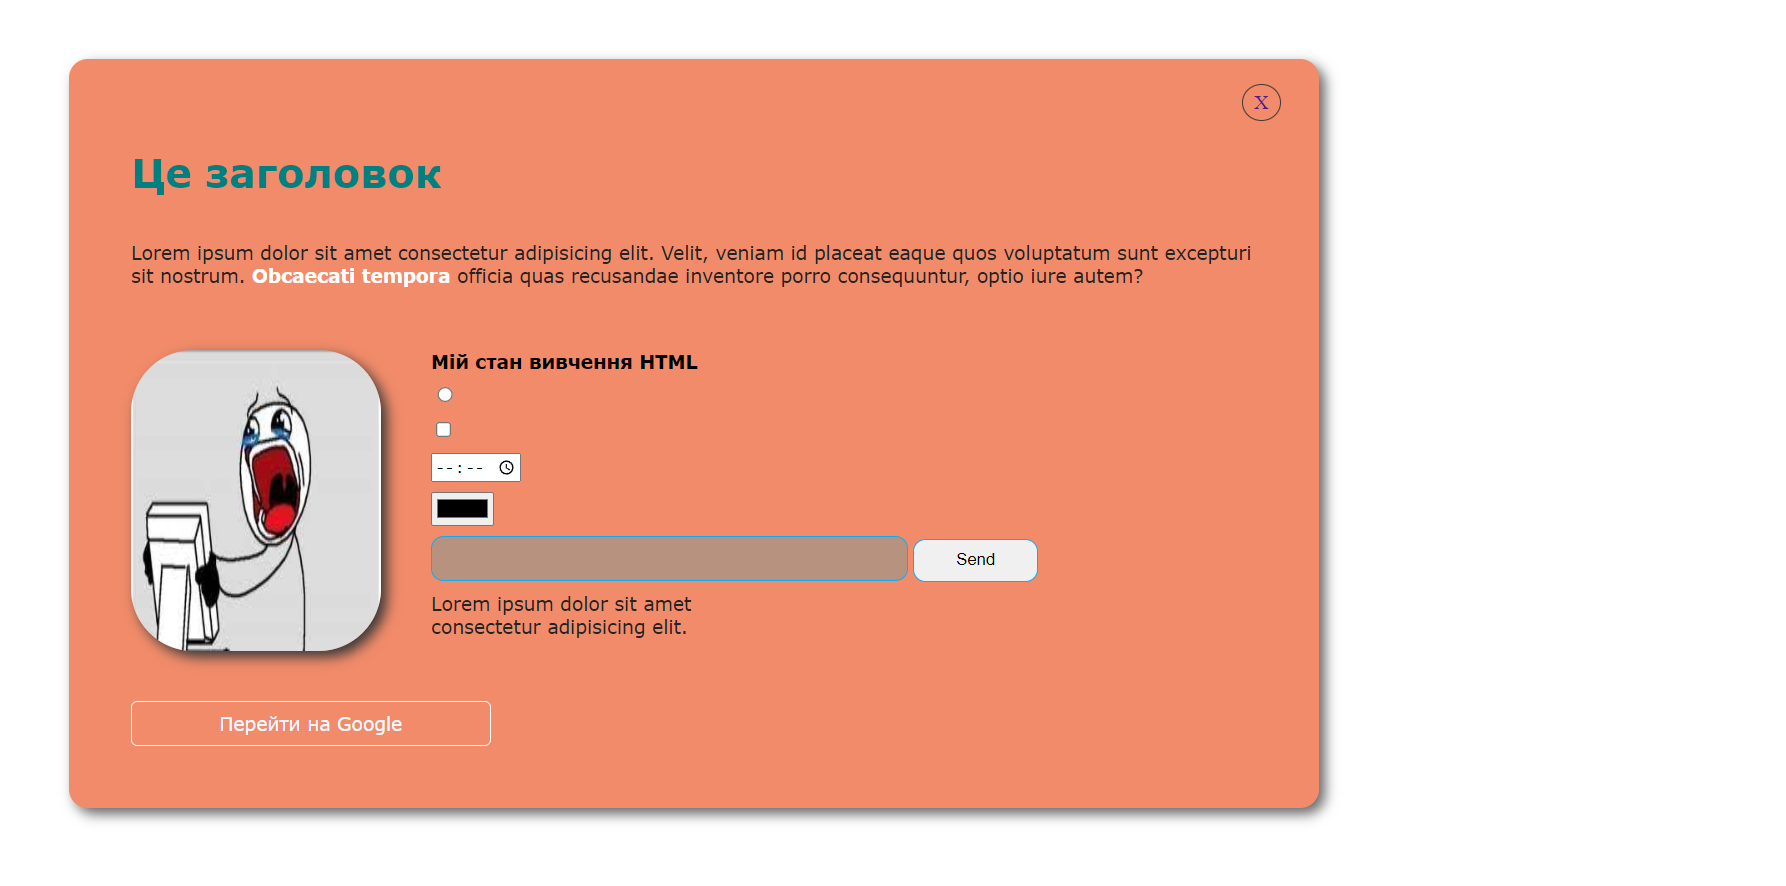 X
Це заголовок
Lorem ipsum dolor sit amet consectetur adipisicing elit. Velit, veniam id placeat eaque quos voluptatum sunt excepturi
sit nostrum. Obcaecati tempora officia quas recusandae inventore porro consequuntur, optio iure autem?
Мій стан вивчення HTML
--:--
Send
Lorem ipsum dolor sit amet
consectetur adipisicing elit.
Перейти на Google